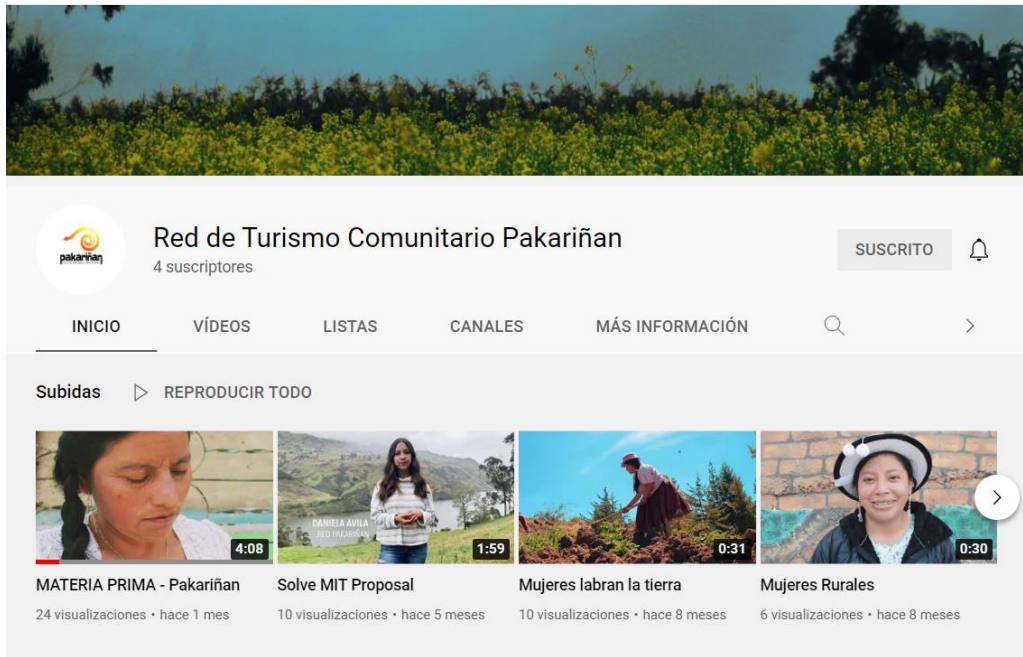 pakariñan
Red de Turismo Comunitario Pakariñan
4 suscriptores
SUSCRITO
INICIO VÍDEOS LISTAS CANALES MÁS INFORMACIÓN
Subidas REPRODUCIR TODO
4:08
DANIELA AVILA
RED PAKARIÑAN
1:59
0:31
0:30
MATERIA PRIMA - Pakariñan
24 visualizaciones • hace 1 mes
Solve MIT Proposal
10 visualizaciones • hace 5 meses
Mujeres labran la tierra
10 visualizaciones • hace 8 meses
Mujeres Rurales
6 visualizaciones • hace 8 meses